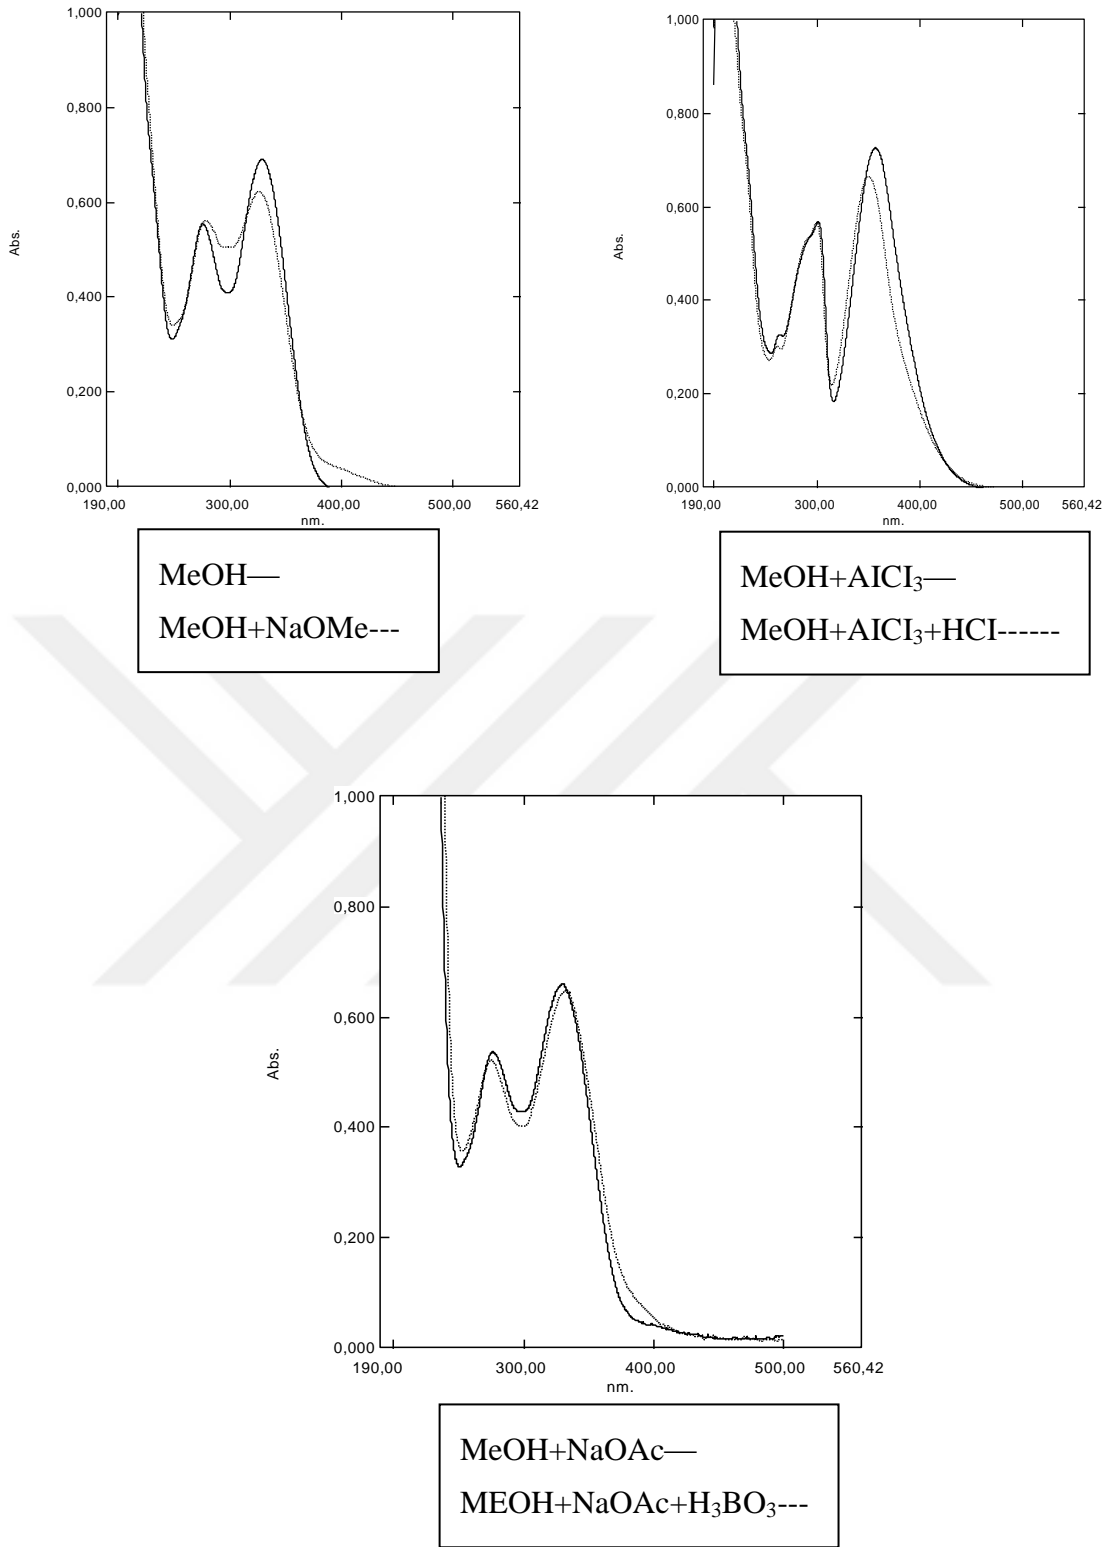 1,000
0,800
0,600
0,400
0,200
0,000
Abs.
190,00 300,00 400,00 500,00 560,42
nm.
MeOH—
MeOH+NaOMe---
1,000
0,800
0,600
0,400
0,200
0,000
Abs.
190,00 300,00 400,00 500,00 560,42
nm.
MeOH+AICI₃—
MeOH+AICI₃+HCI------
1,000
0,800
0,600
0,400
0,200
0,000
Abs.
190,00 300,00 400,00 500,00 560,42
nm.
MeOH+NaOAc—
MEOH+NaOAc+H₃BO₃---